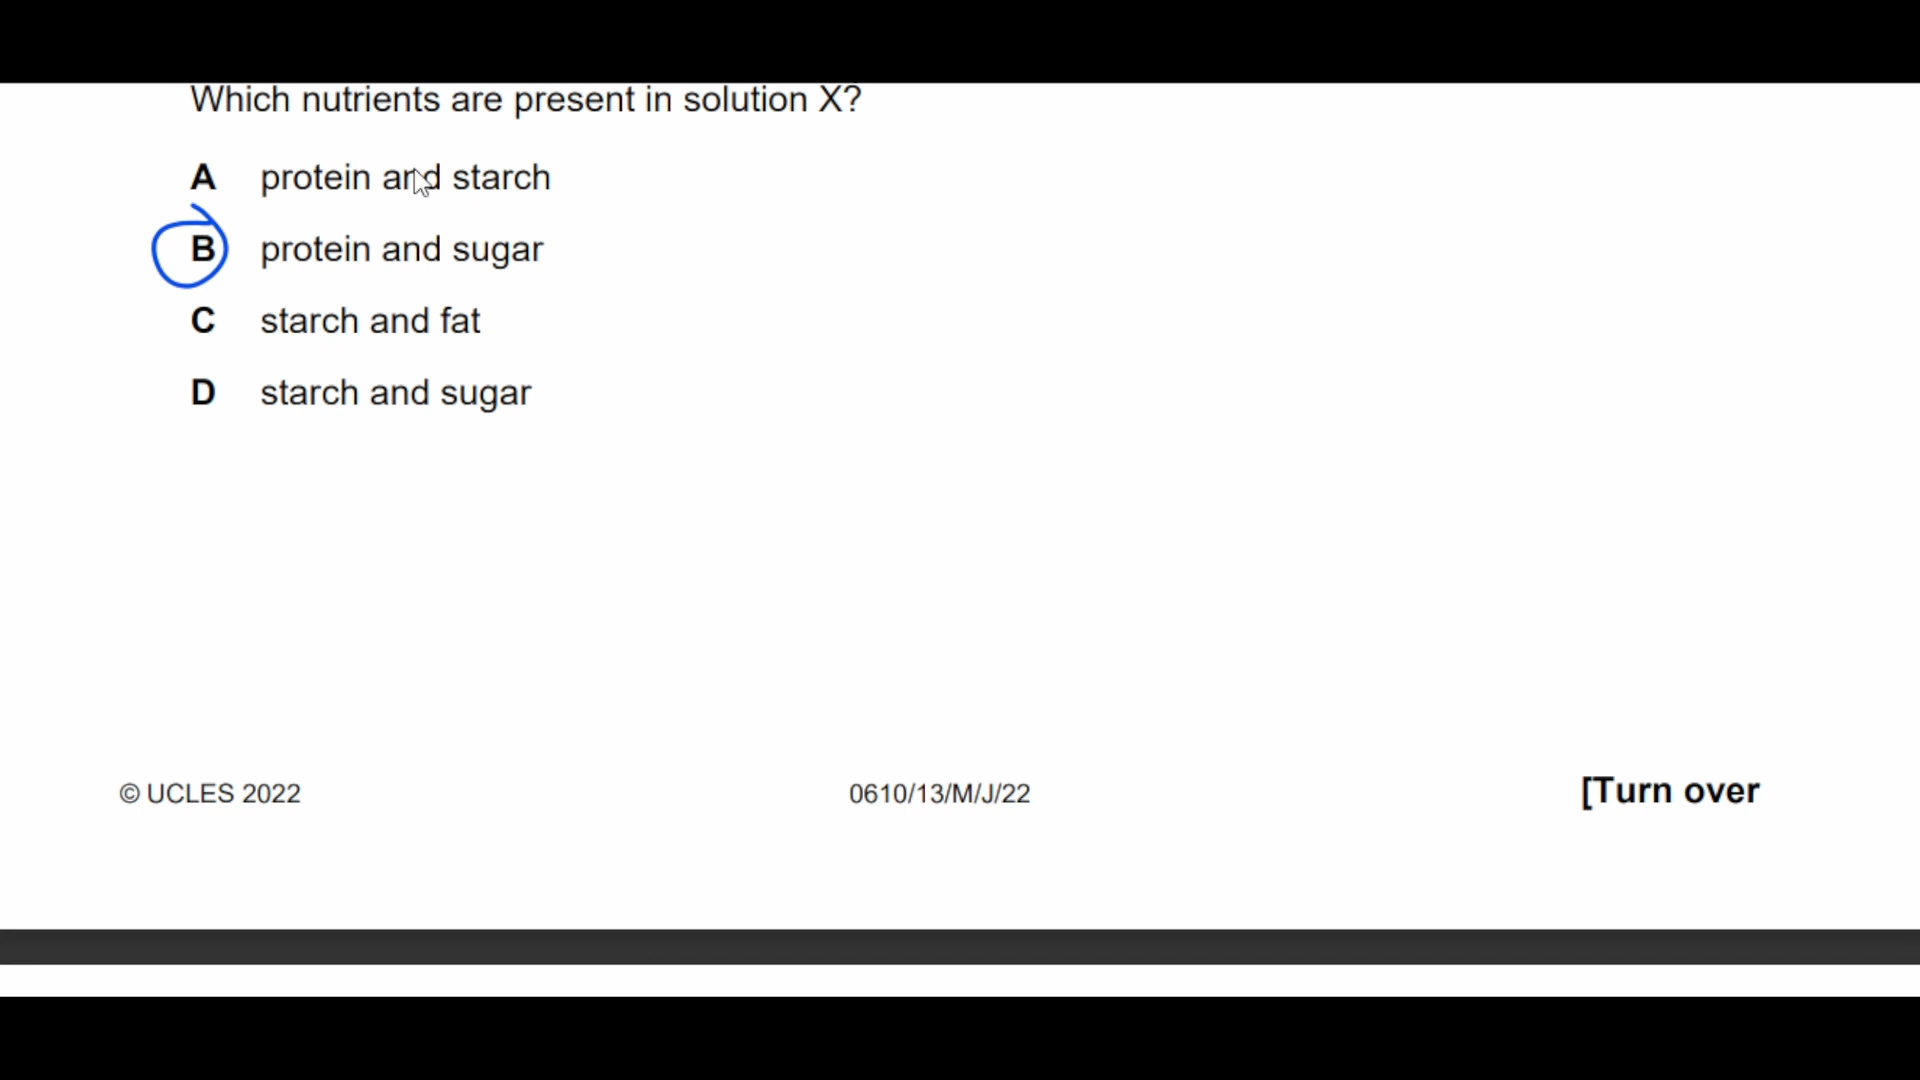 Which nutrients are present in solution X?
A protein and starch
B protein and sugar
C starch and fat
D starch and sugar
© UCLES 2022 0610/13/M/J/22 [Turn over